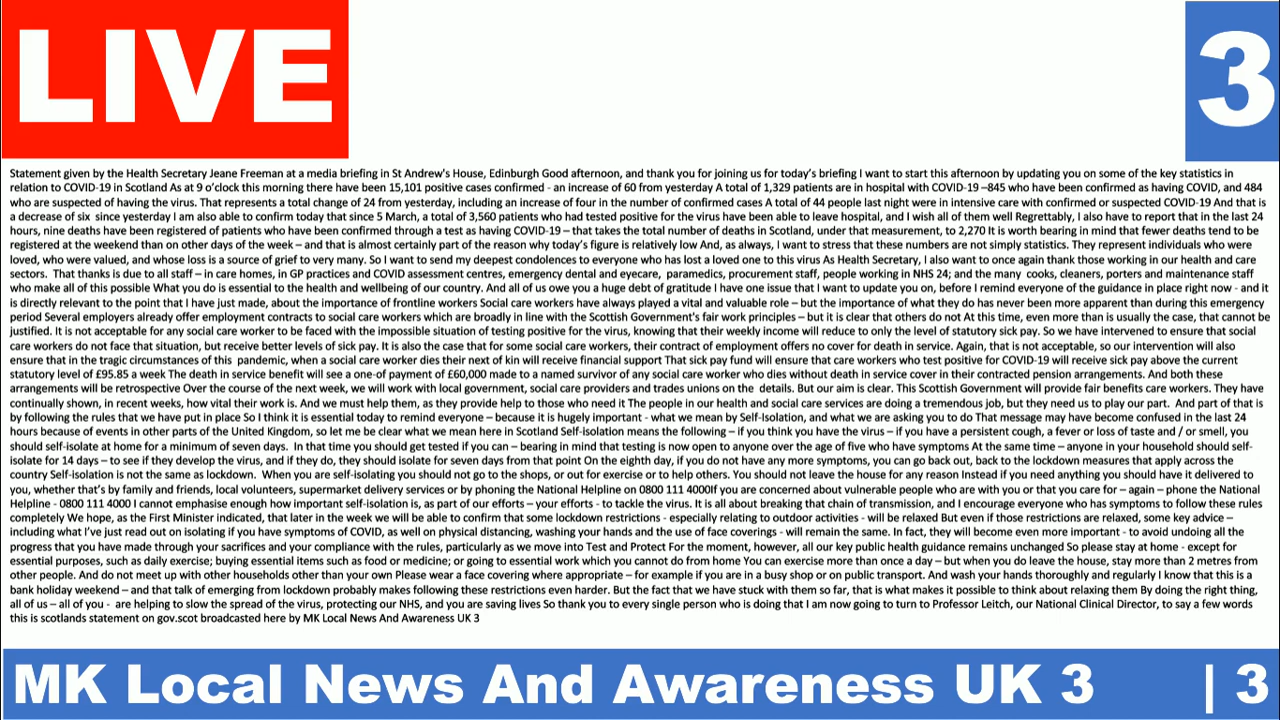 LIVE
3
Statement given by the Health Secretary Jeane Freeman at a media briefing in St Andrew's House, Edinburgh Good afternoon, and thank you for joining us for today's briefing I want to start this afternoon by updating you on some of the key statistics in
relation to COVID-19 in Scotland As at 9 o'clock this morning there have been 15,101 positive cases confirmed - an increase of 60 from yesterday A total of 1,329 patients are in hospital with COVID-19 –845 who have been confirmed as having COVID, and 484
who are suspected of having the virus. That represents a total change of 24 from yesterday, including an increase of four in the number of confirmed cases A total of 44 people last night were in intensive care with confirmed or suspected COVID-19 And that is
a decrease of six  since yesterday I am also able to confirm today that since 5 March, a total of 3,560 patients who had tested positive for the virus have been able to leave hospital, and I wish all of them well Regrettably, I also have to report that in the last 24
hours, nine deaths have been registered of patients who have been confirmed through a test as having COVID-19 – that takes the total number of deaths in Scotland, under that measurement, to 2,270 It is worth bearing in mind that fewer deaths tend to be
registered at the weekend than on other days of the week – and that is almost certainly part of the reason why today's figure is relatively low And, as always, I want to stress that these numbers are not simply statistics. They represent individuals who were
loved, who were valued, and whose loss is a source of grief to very many. So I want to send my deepest condolences to everyone who has lost a loved one to this virus As Health Secretary, I also want to once again thank those working in our health and care
sectors.  That thanks is due to all staff – in care homes, in GP practices and COVID assessment centres, emergency dental and eyecare,  paramedics, procurement staff, people working in NHS 24; and the many  cooks, cleaners, porters and maintenance staff
who make all of this possible What you do is essential to the health and wellbeing of our country. And all of us owe you a huge debt of gratitude I have one issue that I want to update you on, before I remind everyone of the guidance in place right now - and it
is directly relevant to the point that I have just made, about the importance of frontline workers Social care workers have always played a vital and valuable role – but the importance of what they do has never been more apparent than during this emergency
period Several employers already offer employment contracts to social care workers which are broadly in line with the Scottish Government's fair work principles – but it is clear that others do not At this time, even more than is usually the case, that cannot be
justified. It is not acceptable for any social care worker to be faced with the impossible situation of testing positive for the virus, knowing that their weekly income will reduce to only the level of statutory sick pay. So we have intervened to ensure that social
care workers do not face that situation, but receive better levels of sick pay. It is also the case that for some social care workers, their contract of employment offers no cover for death in service. Again, that is not acceptable, so our intervention will also
ensure that in the tragic circumstances of this  pandemic, when a social care worker dies their next of kin will receive financial support That sick pay fund will ensure that care workers who test positive for COVID-19 will receive sick pay above the current
statutory level of £95.85 a week The death in service benefit will see a one-of payment of £60,000 made to a named survivor of any social care worker who dies without death in service cover in their contracted pension arrangements. And both these
arrangements will be retrospective Over the course of the next week, we will work with local government, social care providers and trades unions on the  details. But our aim is clear. This Scottish Government will provide fair benefits care workers. They have
continually shown, in recent weeks, how vital their work is. And we must help them, as they provide help to those who need it The people in our health and social care services are doing a tremendous job, but they need us to play our part.  And part of that is
by following the rules that we have put in place So I think it is essential today to remind everyone – because it is hugely important - what we mean by Self-Isolation, and what we are asking you to do That message may have become confused in the last 24
hours because of events in other parts of the United Kingdom, so let me be clear what we mean here in Scotland Self-isolation means the following – if you think you have the virus – if you have a persistent cough, a fever or loss of taste and / or smell, you
should self-isolate at home for a minimum of seven days.  In that time you should get tested if you can – bearing in mind that testing is now open to anyone over the age of five who have symptoms At the same time – anyone in your household should self-
isolate for 14 days – to see if they develop the virus, and if they do, they should isolate for seven days from that point On the eighth day, if you do not have any more symptoms, you can go back out, back to the lockdown measures that apply across the
country Self-isolation is not the same as lockdown.  When you are self-isolating you should not go to the shops, or out for exercise or to help others. You should not leave the house for any reason Instead if you need anything you should have it delivered to
you, whether that's by family and friends, local volunteers, supermarket delivery services or by phoning the National Helpline on 0800 111 4000If you are concerned about vulnerable people who are with you or that you care for – again – phone the National
Helpline - 0800 111 4000 I cannot emphasise enough how important self-isolation is, as part of our efforts – your efforts - to tackle the virus. It is all about breaking that chain of transmission, and I encourage everyone who has symptoms to follow these rules
completely We hope, as the First Minister indicated, that later in the week we will be able to confirm that some lockdown restrictions - especially relating to outdoor activities - will be relaxed But even if those restrictions are relaxed, some key advice –
including what I've just read out on isolating if you have symptoms of COVID, as well on physical distancing, washing your hands and the use of face coverings - will remain the same. In fact, they will become even more important - to avoid undoing all the
progress that you have made through your sacrifices and your compliance with the rules, particularly as we move into Test and Protect For the moment, however, all our key public health guidance remains unchanged So please stay at home - except for
essential purposes, such as daily exercise; buying essential items such as food or medicine; or going to essential work which you cannot do from home You can exercise more than once a day – but when you do leave the house, stay more than 2 metres from
other people. And do not meet up with other households other than your own Please wear a face covering where appropriate – for example if you are in a busy shop or on public transport. And wash your hands thoroughly and regularly I know that this is a
bank holiday weekend – and that talk of emerging from lockdown probably makes following these restrictions even harder. But the fact that we have stuck with them so far, that is what makes it possible to think about relaxing them By doing the right thing,
all of us – all of you -  are helping to slow the spread of the virus, protecting our NHS, and you are saving lives So thank you to every single person who is doing that I am now going to turn to Professor Leitch, our National Clinical Director, to say a few words
this is scotlands statement on gov.scot broadcasted here by MK Local News And Awareness UK 3
MK Local News And Awareness UK 3 | 3